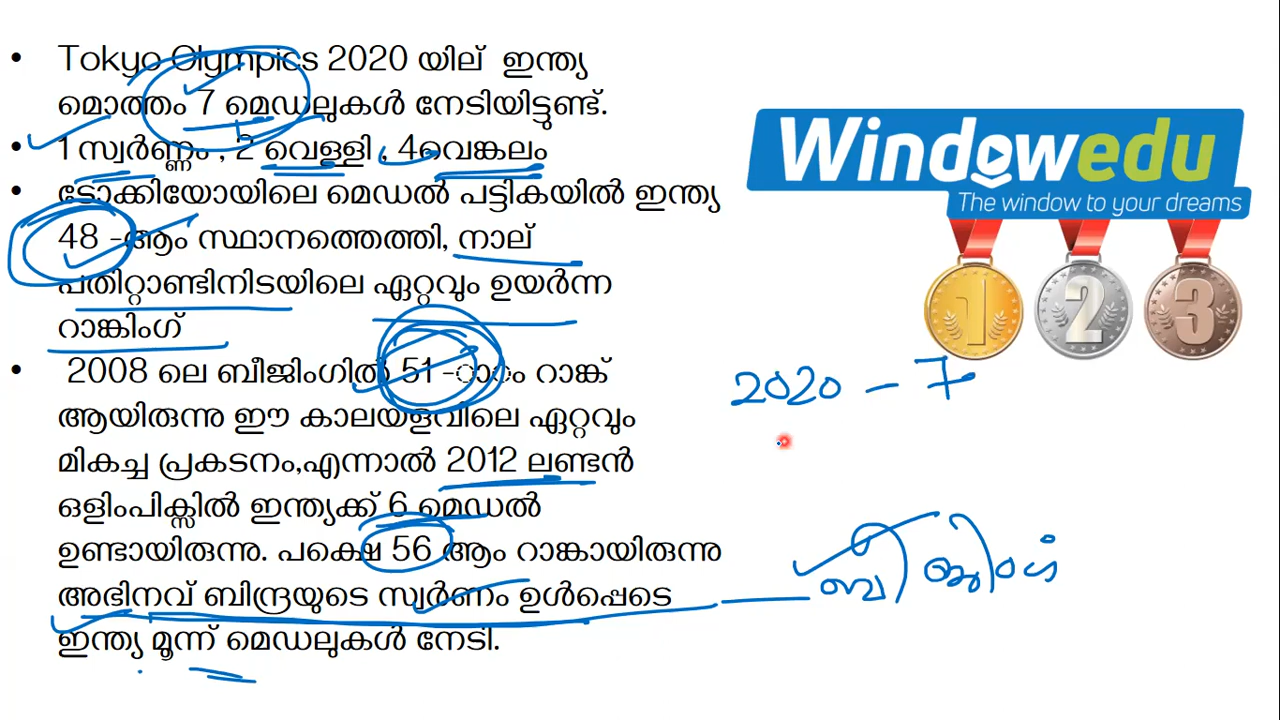 • Tokyo Olympics 2020 യില് ഇന്ത്യ
മൊത്തം 7 മെഡലുകൾ നേടിയിട്ടുണ്ട്.
• 1 സ്വർണ്ണം , 2 വെള്ളി , 4വെങ്കലം
• ടോക്കിയോയിലെ മെഡൽ പട്ടികയിൽ ഇന്ത്യ
48 -ആം സ്ഥാനത്തെത്തി, നാല്
പതിറ്റാണ്ടിനിടയിലെ ഏറ്റവും ഉയർന്ന
റാങ്കിംഗ്
• 2008 ലെ ബീജിംഗിൽ 51 -ാാം റാങ്ക്
ആയിരുന്നു ഈ കാലയളവിലെ ഏറ്റവും
മികച്ച പ്രകടനം,എന്നാൽ 2012 ലണ്ടൻ
ഒളിംപിക്സിൽ ഇന്ത്യക്ക് 6 മെഡൽ
ഉണ്ടായിരുന്നു. പക്ഷെ 56 ആം റാങ്കായിരുന്നു
അഭിനവ് ബിന്ദ്രയുടെ സ്വർണം ഉൾപ്പെടെ
ഇന്ത്യ മൂന്ന് മെഡലുകൾ നേടി.
Windowedu
The window to your dreams
1 2 3
2020 - 7
ബീജിംഗ്